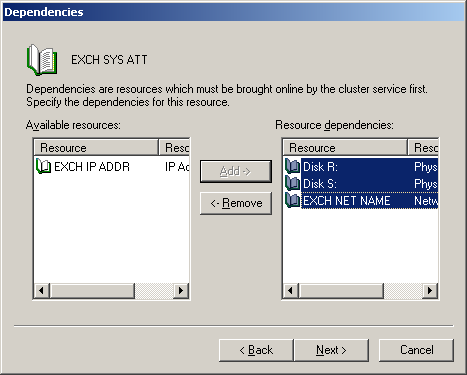 Dependencies
EXCH SYS ATT
Dependencies are resources which must be brought online by the cluster service first.
Specify the dependencies for this resource.
Available resources:
Resource Resc
EXCH IP ADDR IP Ac
Add ->
<- Remove
Resource dependencies:
Resource Resc
Disk R: Phys
Disk S: Phys
EXCH NET NAME Netw
< Back
Next >
Cancel